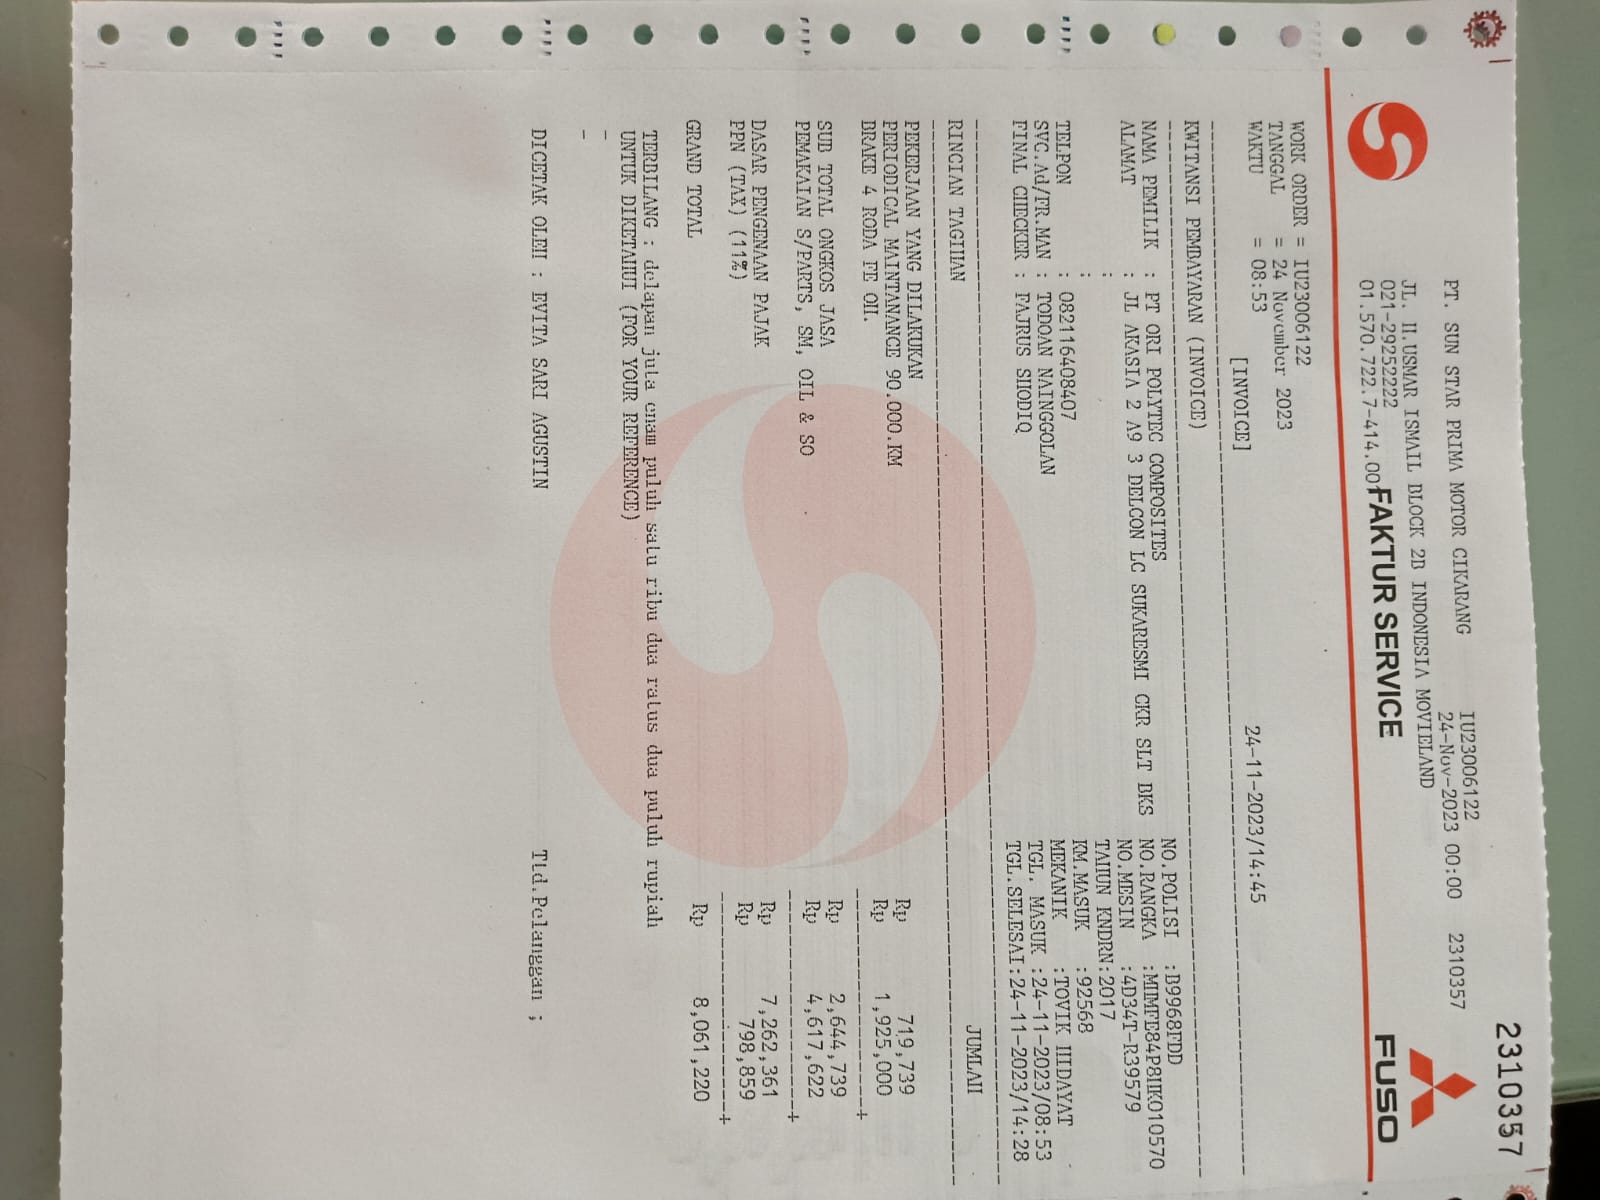 2310357
PT. SUN STAR PRIMA MOTOR CIKARANG
IU23006122
24-Nov-2023 00:00 2310357
JL. H.USMAR ISMAIL BLOCK 2B INDONESIA MOVIELAND
021-29252222
01.570.722.7-414.001
FAKTUR SERVICE
FUSO
WORK ORDER = IU23006122
TANGGAL = 24 November 2023
WAKTU = 08:53
[INVOICE] 24-11-2023/14:45
KWITANSI PEMBAYARAN (INVOICE)
NAMA PEMILIK : PT ORI POLYTEC COMPOSITES NO.POLISI :B9968FDD
ALAMAT : JL AKASIA 2 A9 3 DELCON LC SUKARESMI CKR SLT BKS NO.RANGKA :MHMFE84P8HK010570
: NO.MESIN :4D34T-R39579
: TAHUN KNDRN:2017
TELPON : 082116408407 KM.MASUK :92568
SVC.Ad/FR.MAN : TODOAN NAINGGOLAN MEKANIK :TOVIK HIDAYAT
FINAL CHECKER : FAJRUS SHODIQ TGL. MASUK :24-11-2023/08:53
TGL.SELESAI:24-11-2023/14:28
RINCIAN TAGIHAN JUMLAH
PEKERJAAN YANG DILAKUKAN
PERIODICAL MAINTANANCE 90.000.KM Rp 719,739
BRAKE 4 RODA FE OH. Rp 1,925,000
SUB TOTAL ONGKOS JASA Rp 2,644,739
PEMAKAIAN S/PARTS, SM, OIL & SO Rp 4,617,622
DASAR PENGENAAN PAJAK Rp 7,262,361
PPN (TAX) (11%) Rp 798,859
GRAND TOTAL Rp 8,061,220
TERBILANG : delapan juta enam puluh satu ribu dua ratus dua puluh rupiah
UNTUK DIKETAHUI (FOR YOUR REFERENCE)
-
-
DICETAK OLEH : EVITA SARI AGUSTIN Ttd.Pelanggan ;